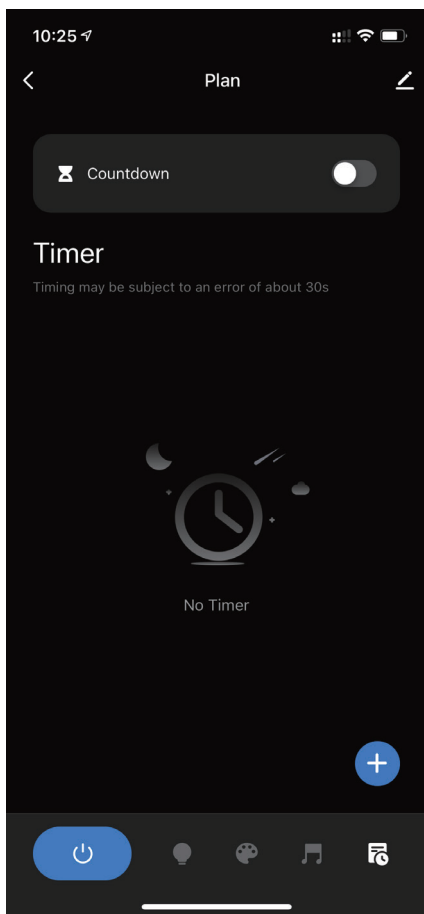 10:25
Plan
Countdown
Timer
Timing may be subject to an error of about 30s
No Timer